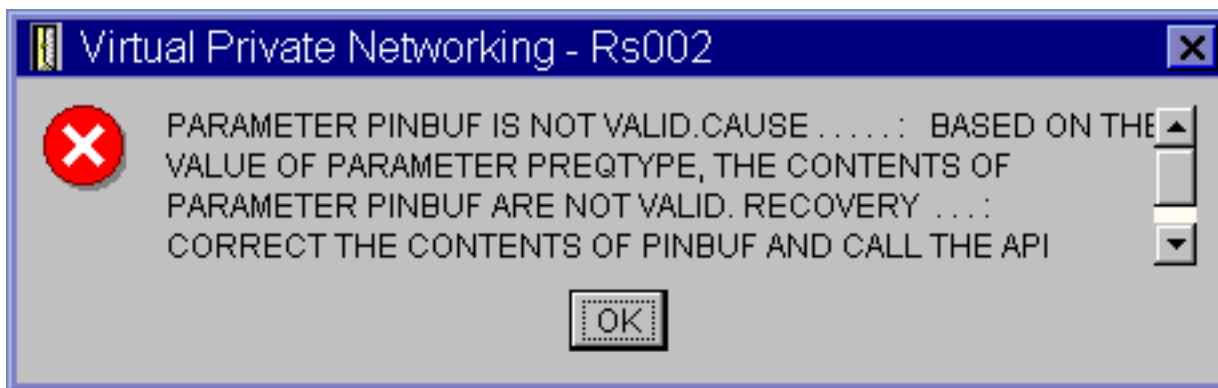 Virtual Private Networking - Rs002
PARAMETER PINBUF IS NOT VALID.CAUSE . . . . . :   BASED ON THE
VALUE OF PARAMETER PREQTYPE, THE CONTENTS OF
PARAMETER PINBUF ARE NOT VALID. RECOVERY  . . . :
CORRECT THE CONTENTS OF PINBUF AND CALL THE API
OK